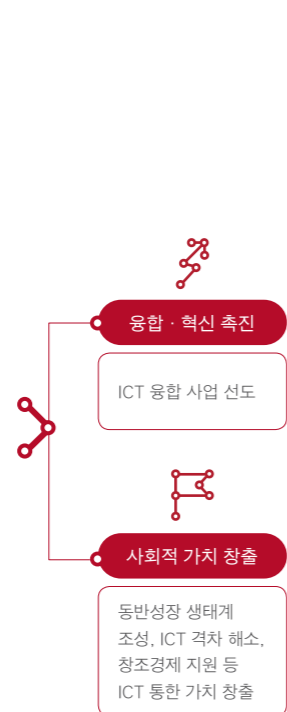 융합 · 혁신 촉진
ICT 융합 사업 선도
사회적 가치 창출
동반성장 생태계
조성, ICT 격차 해소,
창조경제 지원 등
ICT 통한 가치 창출